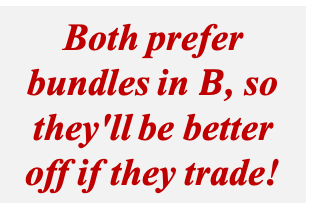 Both prefer
bundles in B, so
they'll be better
off if they trade!